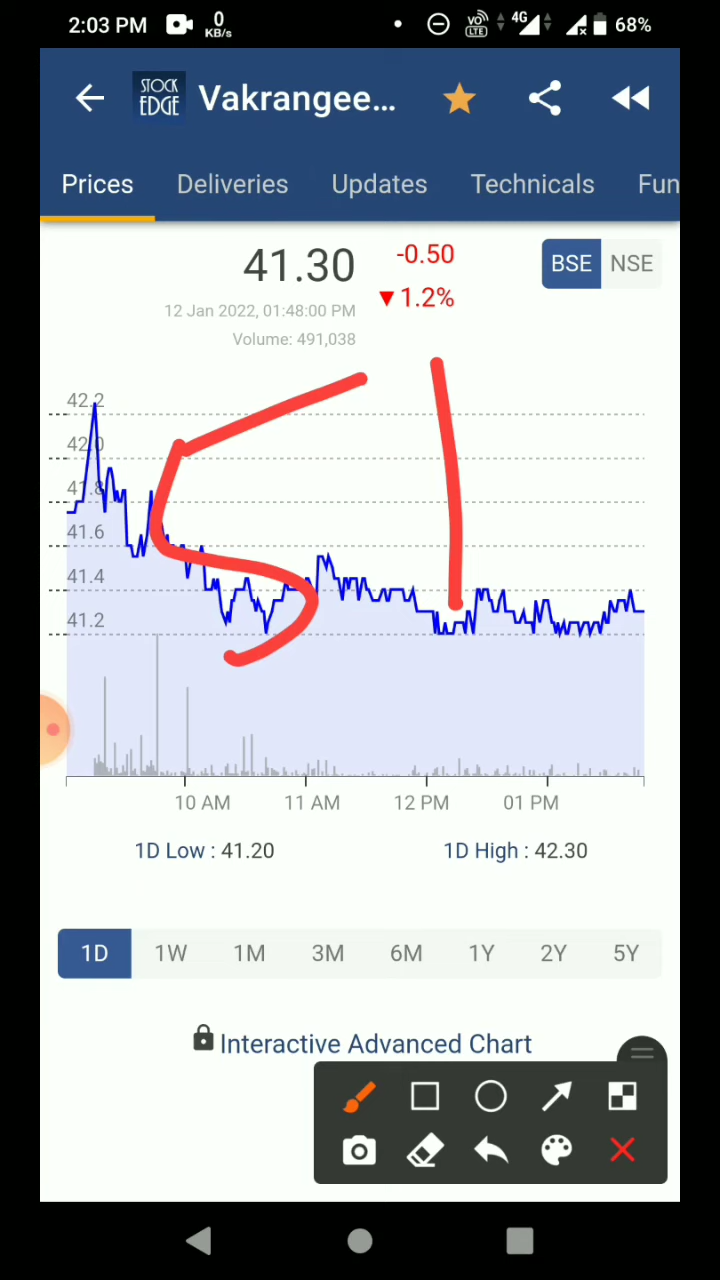 2:03 PM 0 KB/s VO LTE 4G 68%
STOCK EDGE Vakrangee...
Prices Deliveries Updates Technicals Fun
41.30 -0.50 BSE NSE
12 Jan 2022, 01:48:00 PM ▼1.2%
Volume: 491,038
51
42.2
42.0
41.8
41.6
41.4
41.2
10 AM 11 AM 12 PM 01 PM
1D Low : 41.20 1D High : 42.30
1D 1W 1M 3M 6M 1Y 2Y 5Y
Interactive Advanced Chart